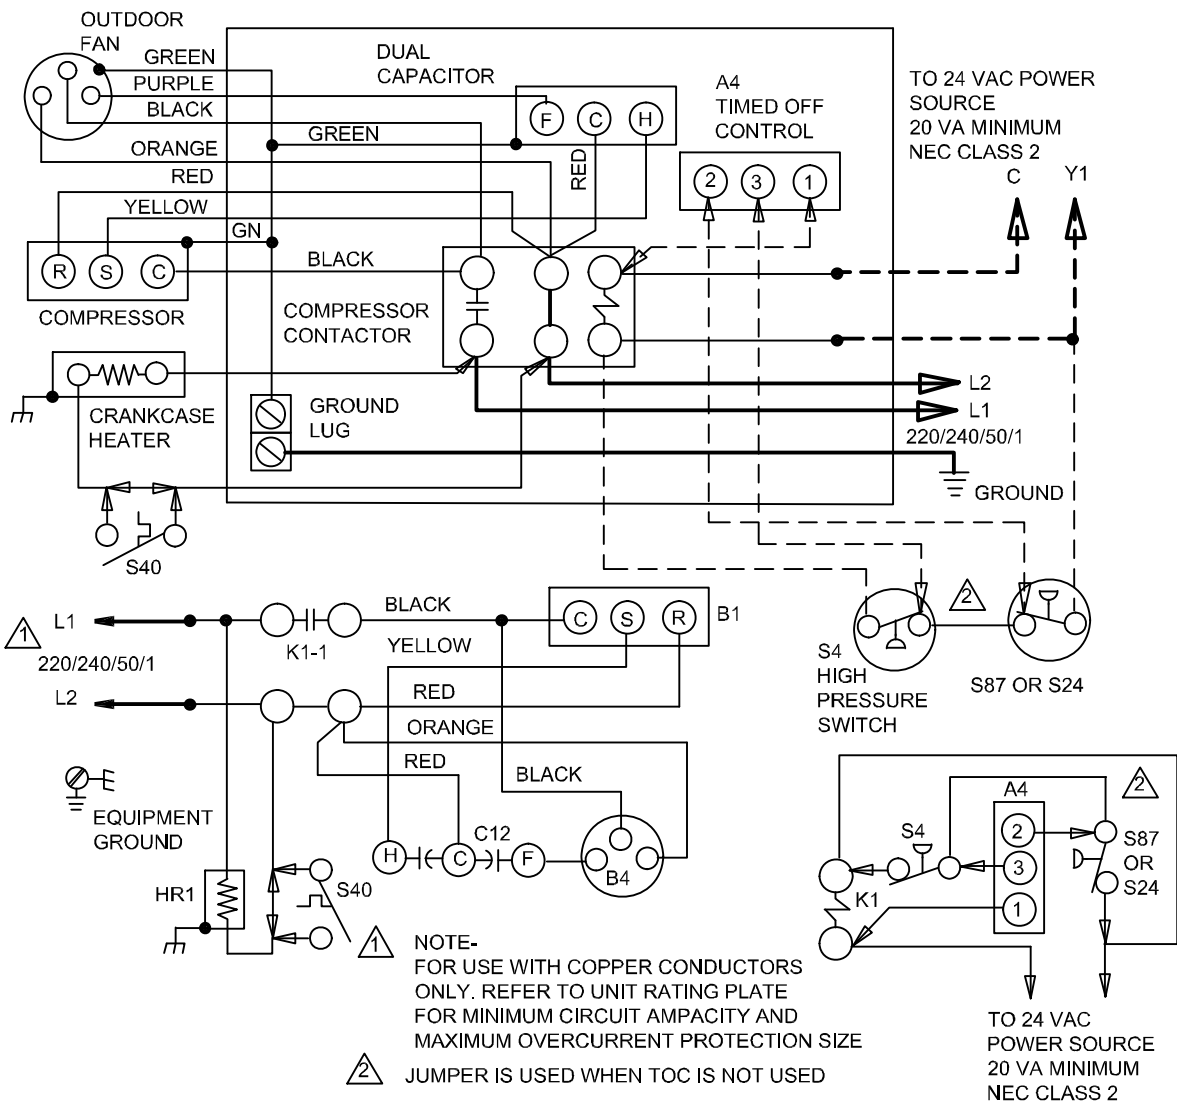 OUTDOOR
FAN
GREEN
PURPLE
BLACK
ORANGE
RED
YELLOW
GN
GREEN
DUAL
CAPACITOR
F C H
RED
A4
TIMED OFF
CONTROL
2 3 1
TO 24 VAC POWER
SOURCE
20 VA MINIMUM
NEC CLASS 2
C Y1
R S C
COMPRESSOR
BLACK
COMPRESSOR
CONTACTOR
CRANKCASE
HEATER
GROUND
LUG
L2
L1
220/240/50/1
GROUND
S40
1 L1
220/240/50/1
L2
K1-1
BLACK
YELLOW
RED
ORANGE
RED
BLACK
C S R B1
2
S4
HIGH
PRESSURE
SWITCH
S87 OR S24
EQUIPMENT
GROUND
HR1
S40
H C C12 F
B4
A4
2
S4
2
3
1
K1
S87
OR
S24
1 NOTE-
FOR USE WITH COPPER CONDUCTORS
ONLY. REFER TO UNIT RATING PLATE
FOR MINIMUM CIRCUIT AMPACITY AND
MAXIMUM OVERCURRENT PROTECTION SIZE
2 JUMPER IS USED WHEN TOC IS NOT USED
TO 24 VAC
POWER SOURCE
20 VA MINIMUM
NEC CLASS 2